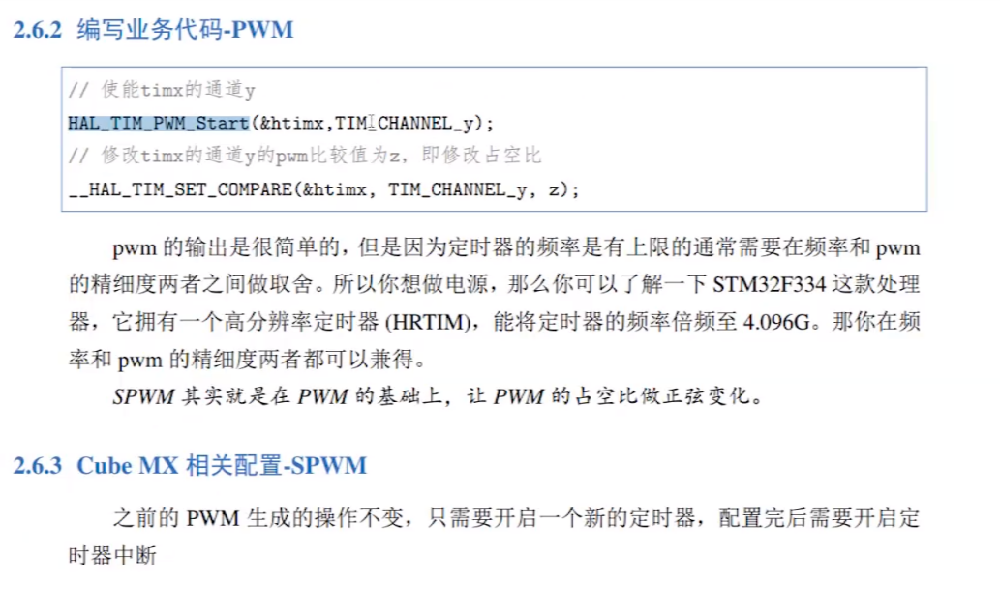 2.6.2 编写业务代码-PWM
// 使能timx的通道y
HAL_TIM_PWM_Start(&htimx,TIM_CHANNEL_y);
// 修改timx的通道y的pwm比较值为z，即修改占空比
__HAL_TIM_SET_COMPARE(&htimx, TIM_CHANNEL_y, z);
pwm 的输出是很简单的，但是因为定时器的频率是有上限的通常需要在频率和 pwm
的精细度两者之间做取舍。所以你想做电源，那么你可以了解一下 STM32F334 这款处理
器，它拥有一个高分辨率定时器 (HRTIM)，能将定时器的频率倍频至 4.096G。那你在频
率和 pwm 的精细度两者都可以兼得。
SPWM 其实就是在 PWM 的基础上，让 PWM 的占空比做正弦变化。
2.6.3 Cube MX 相关配置-SPWM
之前的 PWM 生成的操作不变，只需要开启一个新的定时器，配置完后需要开启定
时器中断